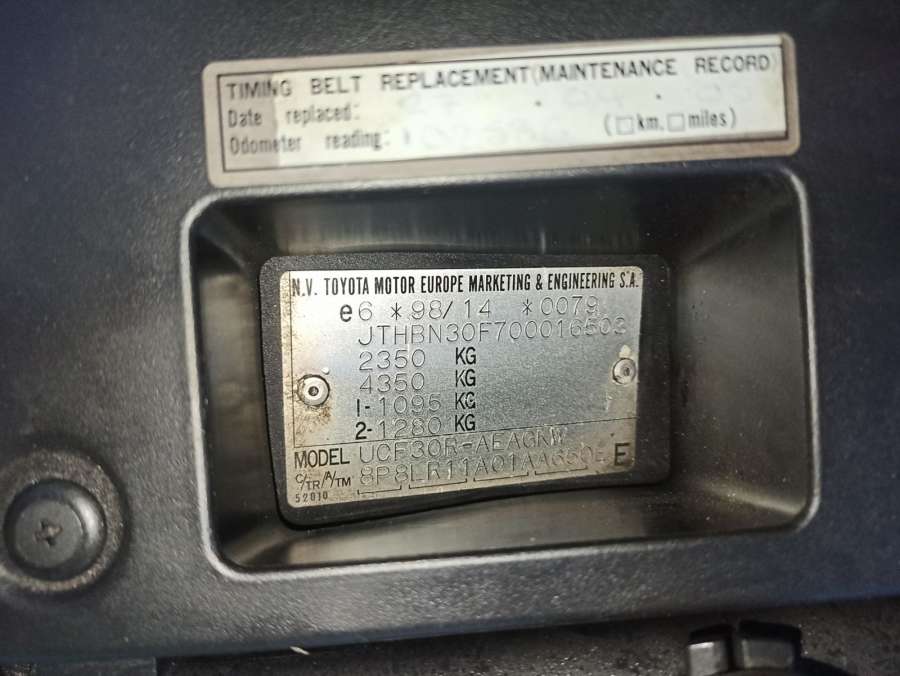 TIMING BELT REPLACEMENT (MAINTENANCE RECORD)
Date replaced:
Odometer reading: (□km. □miles)
N.V. TOYOTA MOTOR EUROPE MARKETING & ENGINEERING S.A.
e6 *98/14 *0079
JTHBN30F700016503
2350 KG
4350 KG
1-1095 KG
2-1280 KG
MODEL UCF30R-AEAGKW
C/TR/A/TM 8P8LR11A01AA650E E
52010